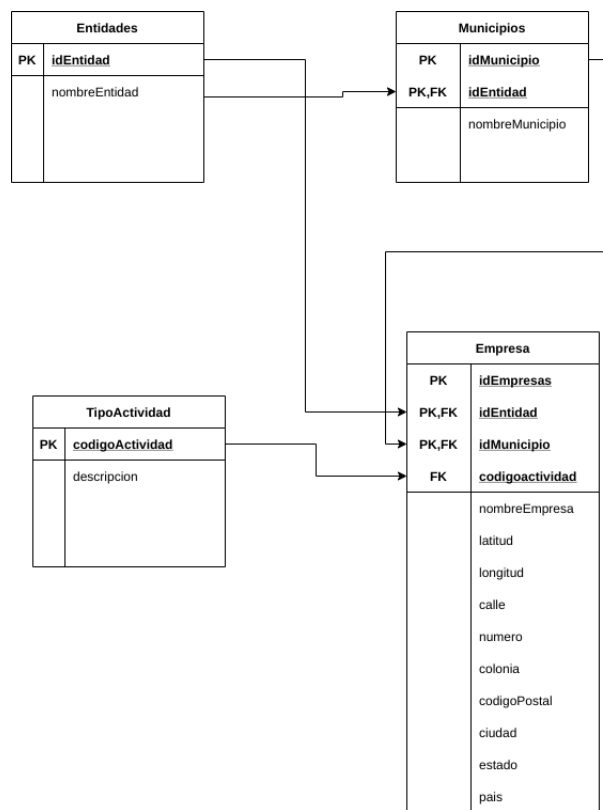 Entidades
PK idEntidad
nombreEntidad
Municipios
PK idMunicipio
PK,FK idEntidad
nombreMunicipio
TipoActividad
PK codigoActividad
descripcion
Empresa
PK idEmpresas
PK,FK idEntidad
PK,FK idMunicipio
FK codigoactividad
nombreEmpresa
latitud
longitud
calle
numero
colonia
codigoPostal
ciudad
estado
pais